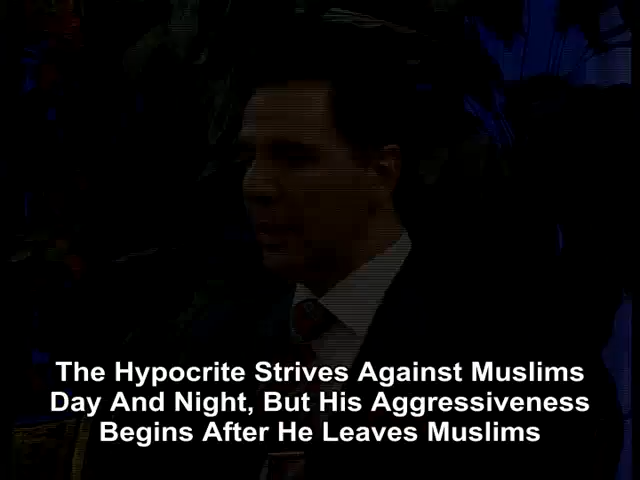 The Hypocrite Strives Against Muslims
Day And Night, But His Aggressiveness
Begins After He Leaves Muslims